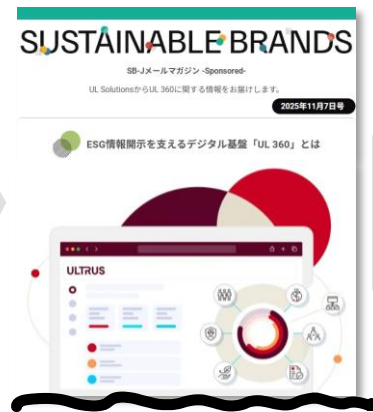 SUSTAINABLE BRANDS
SB-Jメールマガジン -Sponsored-
UL SolutionsからUL 360に関する情報をお届けします。
2025年11月7日号
ESG情報開示を支えるデジタル基盤「UL 360」とは
ULTRUS